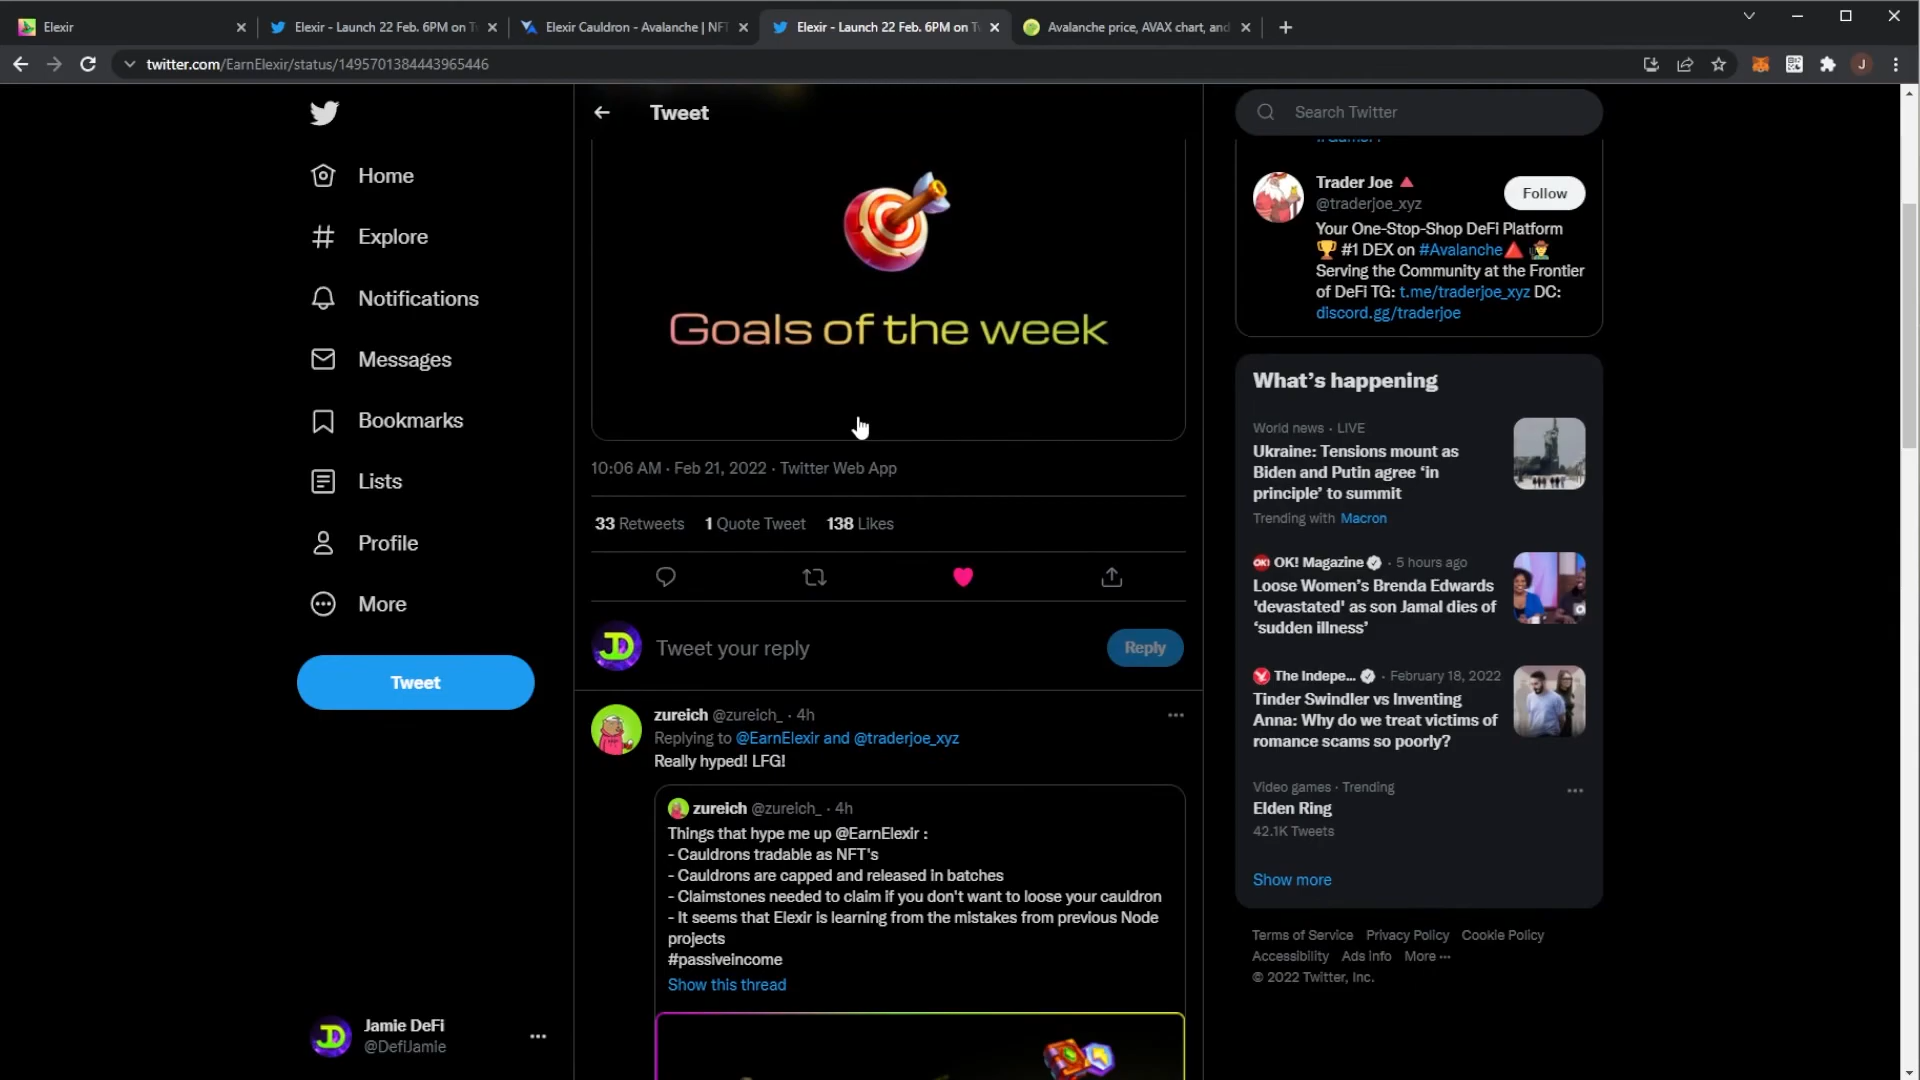 Elexir
Elexir - Launch 22 Feb. 6PM on T
Elexir Cauldron - Avalanche | NFT
Elexir - Launch 22 Feb. 6PM on T
Avalanche price, AVAX chart, and
twitter.com/EarnElexir/status/1495701384443965446
J
Home
Explore
Notifications
Messages
Bookmarks
Lists
Profile
More
Tweet
Jamie DeFi
@DefiJamie
Tweet
Goals of the week
10:06 AM · Feb 21, 2022 · Twitter Web App
33 Retweets 1 Quote Tweet 138 Likes
JD
Tweet your reply
Reply
zureich @zureich_ · 4h
Replying to @EarnElexir and @traderjoe_xyz
Really hyped! LFG!
zureich @zureich_ · 4h
Things that hype me up @EarnElexir :
- Cauldrons tradable as NFT's
- Cauldrons are capped and released in batches
- Claimstones needed to claim if you don't want to loose your cauldron
- It seems that Elexir is learning from the mistakes from previous Node
projects
#passiveincome
Show this thread
Search Twitter
Trader Joe
@traderjoe_xyz
Follow
Your One-Stop-Shop DeFi Platform
#1 DEX on #Avalanche
Serving the Community at the Frontier
of DeFi TG: t.me/traderjoe_xyz DC:
discord.gg/traderjoe
What's happening
World news · LIVE
Ukraine: Tensions mount as
Biden and Putin agree 'in
principle' to summit
Trending with Macron
OK! Magazine · 5 hours ago
Loose Women's Brenda Edwards
'devastated' as son Jamal dies of
'sudden illness'
The Indepe... · February 18, 2022
Tinder Swindler vs Inventing
Anna: Why do we treat victims of
romance scams so poorly?
Video games · Trending
Elden Ring
42.1K Tweets
Show more
Terms of Service Privacy Policy Cookie Policy
Accessibility Ads info More ···
© 2022 Twitter, Inc.